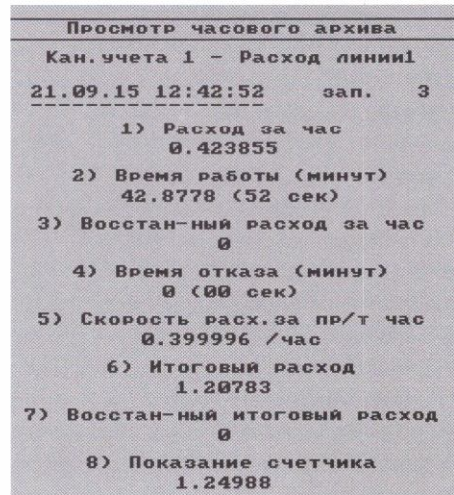 Просмотр часового архива
Кан.учета 1 - Расход линии1
21.09.15 12:42:52 зап. 3
1) Расход за час
0.423855
2) Время работы (минут)
42.8778 (52 сек)
3) Восстан-ный расход за час
0
4) Время отказа (минут)
0 (00 сек)
5) Скорость расх.за пр/т час
0.399996 /час
6) Итоговый расход
1.20783
7) Восстан-ный итоговый расход
0
8) Показание счетчика
1.24988